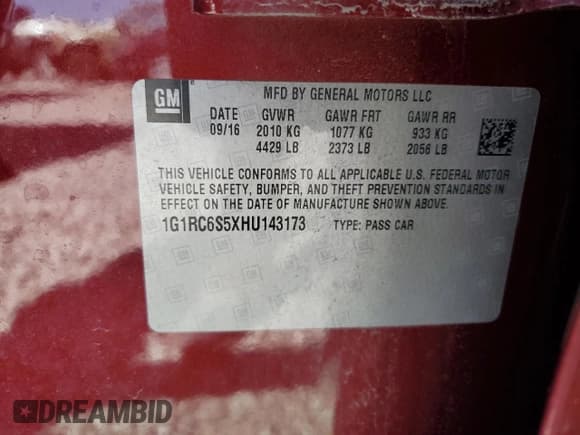 GM
MFD BY GENERAL MOTORS LLC
DATE GVWR GAWR FRT GAWR RR
09/16 2010 KG 1077 KG 933 KG
4429 LB 2373 LB 2056 LB
THIS VEHICLE CONFORMS TO ALL APPLICABLE U.S. FEDERAL MOTOR
VEHICLE SAFETY, BUMPER, AND THEFT PREVENTION STANDARDS IN
EFFECT ON THE DATE OF MANUFACTURE SHOWN ABOVE.
1G1RC6S5XHU143173 TYPE: PASS CAR
DREAMBID